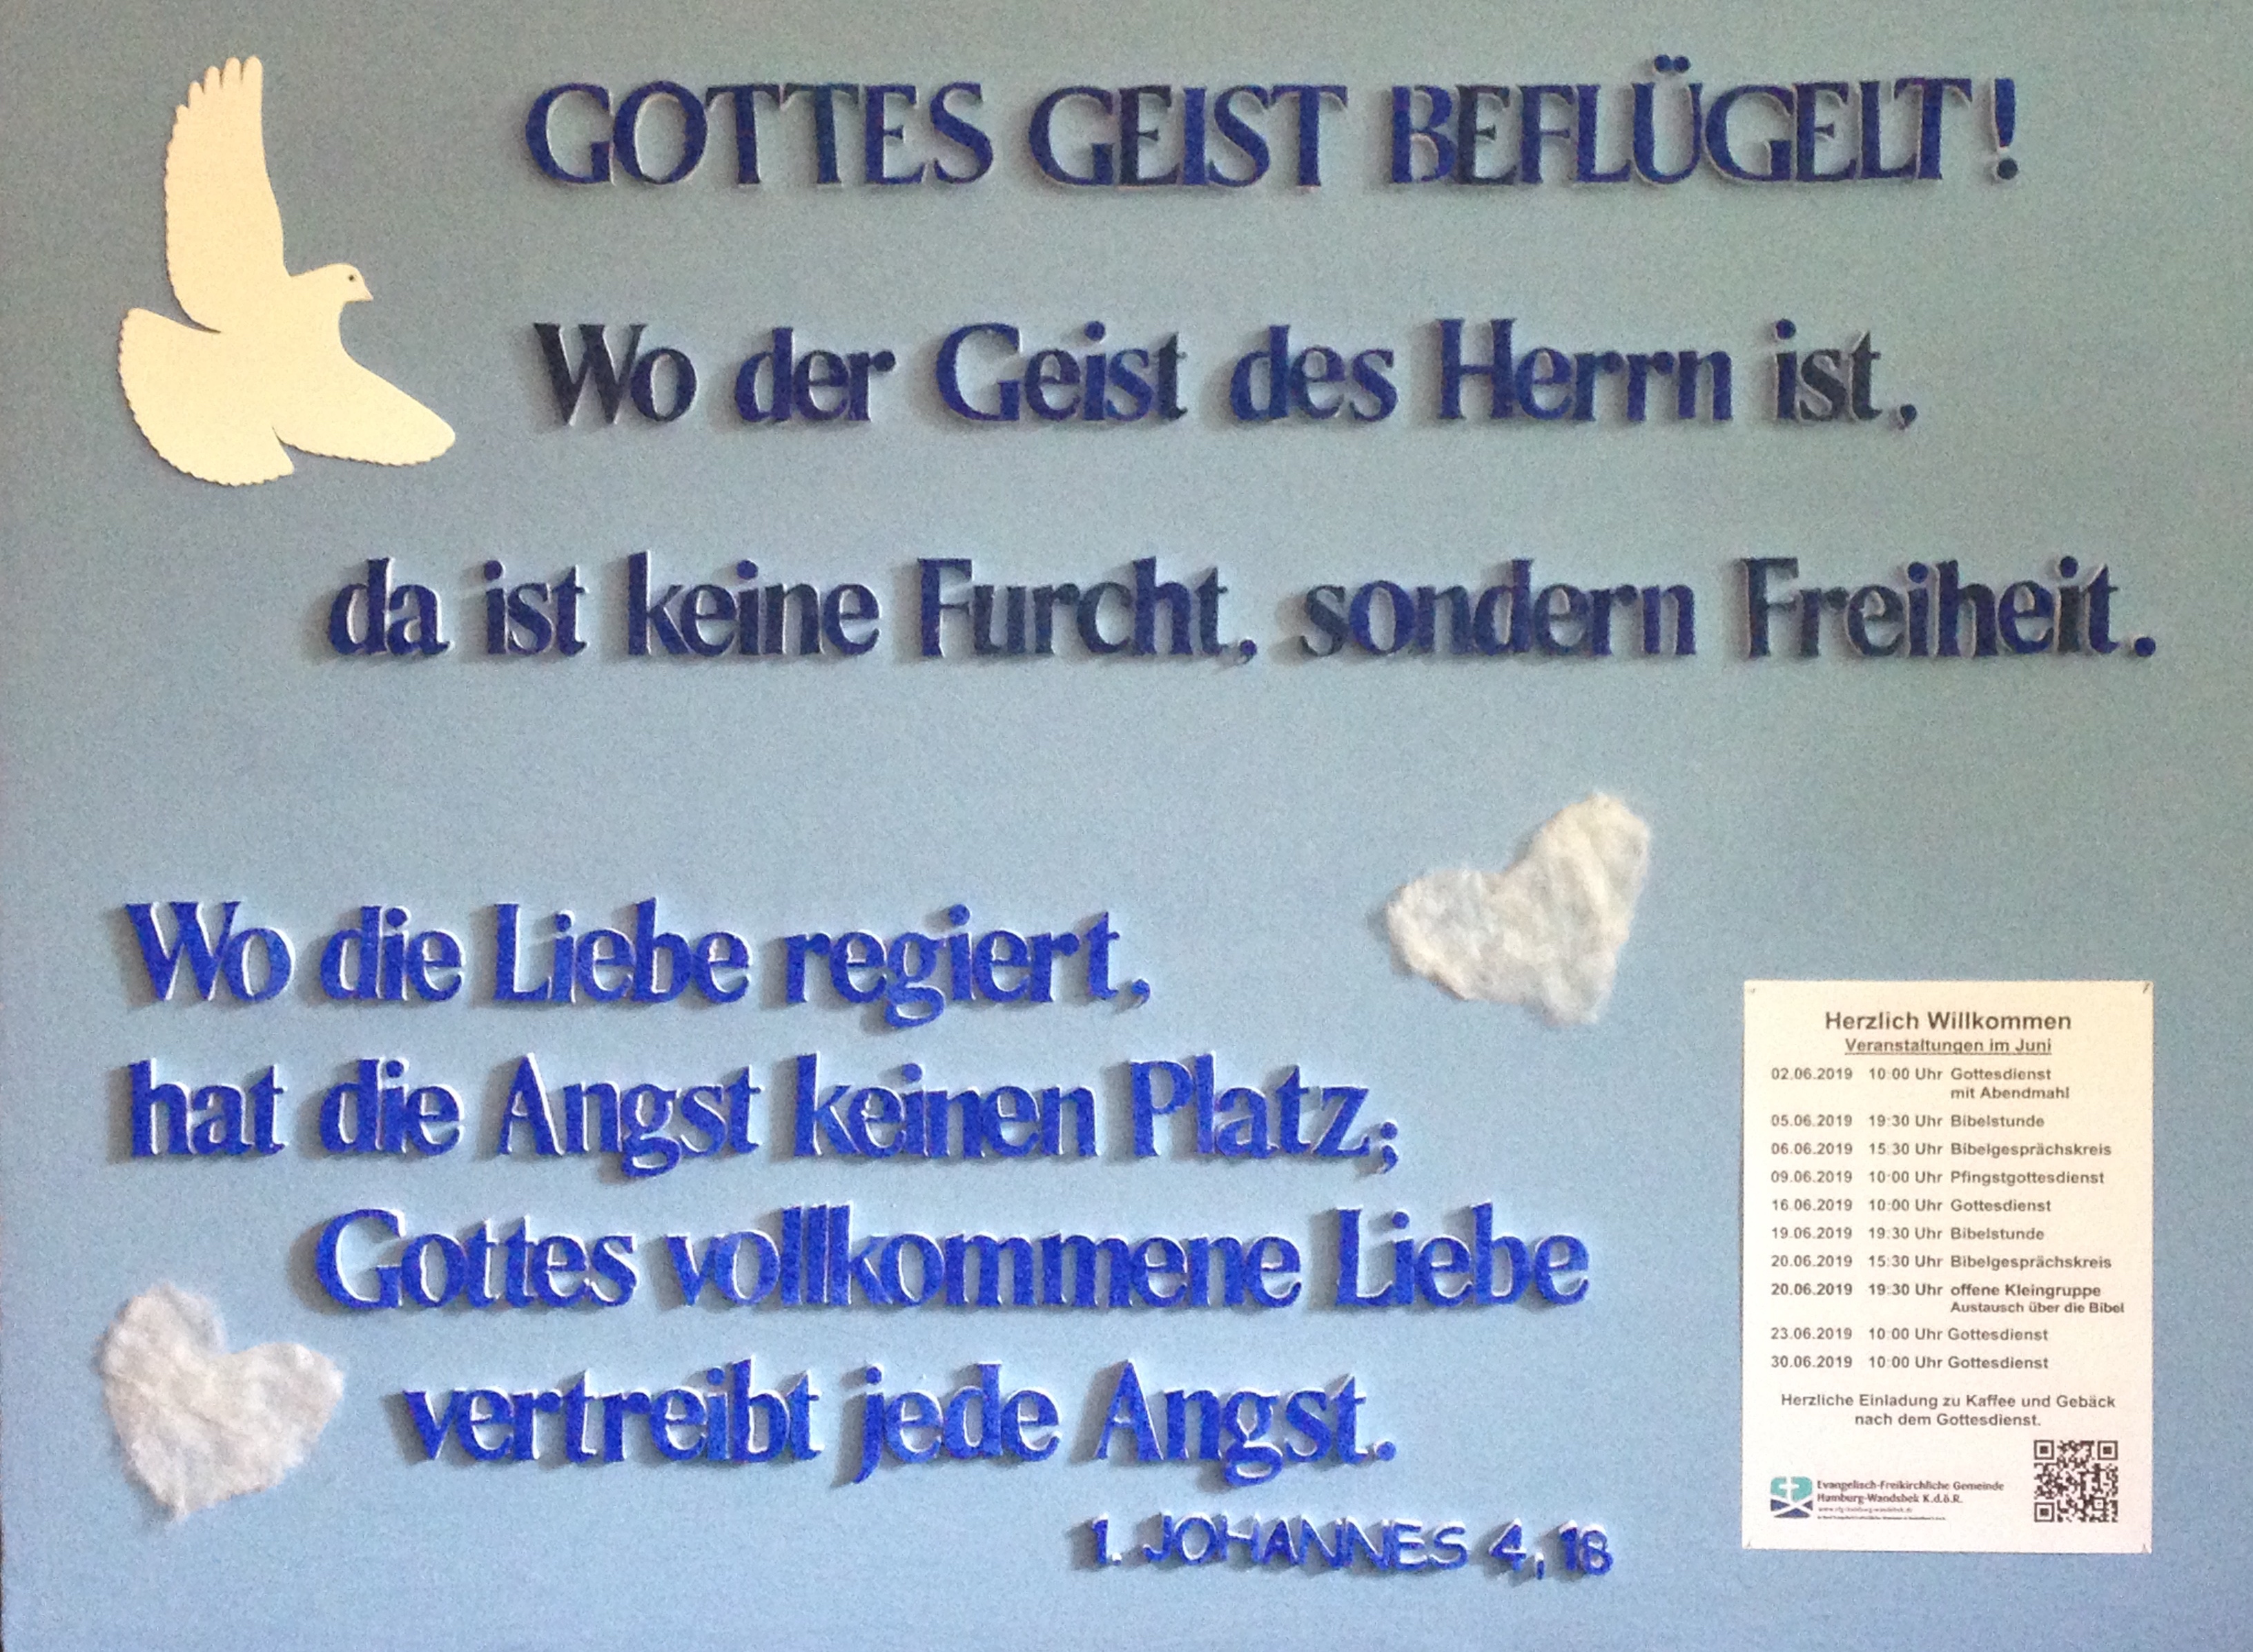 GOTTES GEIST BEFLÜGELT!
Wo der Geist des Herrn ist,
da ist keine Furcht, sondern Freiheit.
Wo die Liebe regiert,
hat die Angst keinen Platz;
Gottes vollkommene Liebe
vertreibt jede Angst.
1. JOHANNES 4, 18
Herzlich Willkommen
Veranstaltungen im Juni
02.06.2019 10:00 Uhr Gottesdienst
mit Abendmahl
05.06.2019 19:30 Uhr Bibelstunde
06.06.2019 15:30 Uhr Bibelgesprächskreis
09.06.2019 10:00 Uhr Pfingstgottesdienst
16.06.2019 10:00 Uhr Gottesdienst
19.06.2019 19:30 Uhr Bibelstunde
20.06.2019 15:30 Uhr Bibelgesprächskreis
20.06.2019 19:30 Uhr offene Kleingruppe
Austausch über die Bibel
23.06.2019 10:00 Uhr Gottesdienst
30.06.2019 10:00 Uhr Gottesdienst
Herzliche Einladung zu Kaffee und Gebäck
nach dem Gottesdienst.
Evangelisch-Freikirchliche Gemeinde
Hamburg-Wandsbek K.d.ö.R.